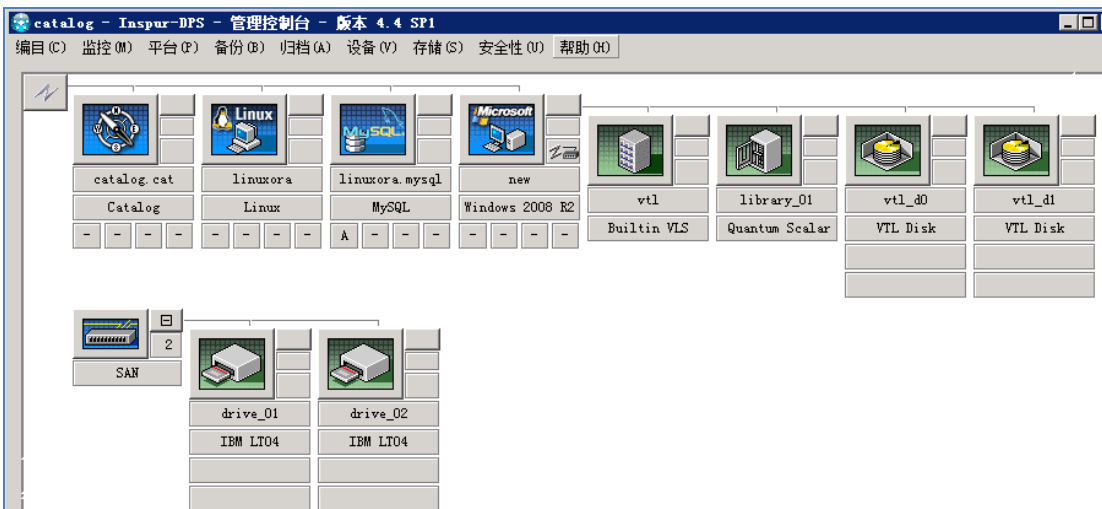 catalog - Inspur-DPS - 管理控制台 - 版本 4.4 SP1
编目(C) 监控(M) 平台(P) 备份(B) 归档(A) 设备(V) 存储(S) 安全性(U) 帮助(H)
Linux MySQL Microsoft
catalog.cat linuxora linuxora.mysql new vtl library_01 vtl_d0 vtl_d1
Catalog Linux MySQL Windows 2008 R2 Builtin VLS Quantum Scalar VTL Disk VTL Disk
- - - - - - - - A - - - - - - -
2
SAN
drive_01 drive_02
IBM LTO4 IBM LTO4